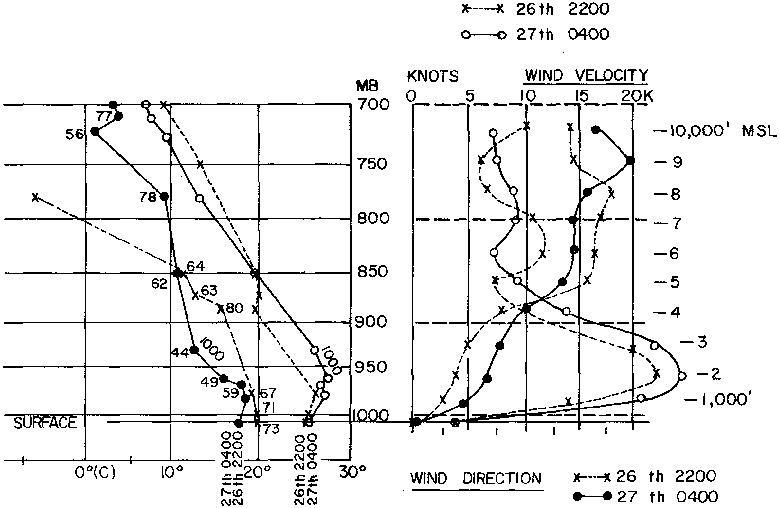 26th 2200
27th 0400
MB
KNOTS WIND VELOCITY
0 5 10 15 20K
700
77
56
-10,000' MSL
-9
750
78
-8
800
-7
-6
64
850
62
63
-5
80
-4
900
1000
44
1000
-3
950
49
59
67
-2
71
-1,000'
1000
SURFACE
73
0°(C) 10° 20° 30°
27th 0400
26th 2200
26th 2200
27th 0400
WIND DIRECTION
26 th 2200
27 th 0400